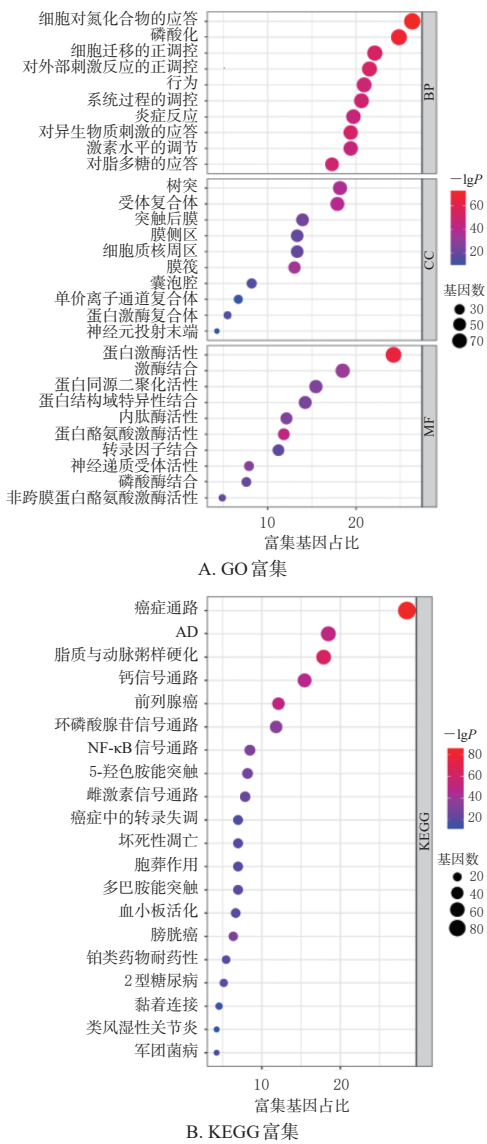 细胞对氮化合物的应答
磷酸化
细胞迁移的正调控
对外部刺激反应的正调控
行为
系统过程的调控
炎症反应
对异生物质刺激的应答
激素水平的调节
对脂多糖的应答
BP
树突
受体复合体
突触后膜
膜侧区
细胞质核周区
膜筏
囊泡腔
单价离子通道复合体
蛋白激酶复合体
神经元投射末端
CC
蛋白激酶活性
激酶结合
蛋白同源二聚化活性
蛋白结构域特异性结合
内肽酶活性
蛋白酪氨酸激酶活性
转录因子结合
神经递质受体活性
磷酸酶结合
非跨膜蛋白酪氨酸激酶活性
MF
10 20
富集基因占比
－lgP
60
40
20
基因数
30
50
70
A. GO 富集
癌症通路
AD
脂质与动脉粥样硬化
钙信号通路
前列腺癌
环磷酸腺苷信号通路
NF-κB信号通路
5-羟色胺能突触
雌激素信号通路
癌症中的转录失调
坏死性凋亡
胞葬作用
多巴胺能突触
血小板活化
膀胱癌
铂类药物耐药性
2型糖尿病
黏着连接
类风湿性关节炎
军团菌病
KEGG
10 20
富集基因占比
－lgP
80
60
40
20
基因数
20
40
60
80
B. KEGG 富集